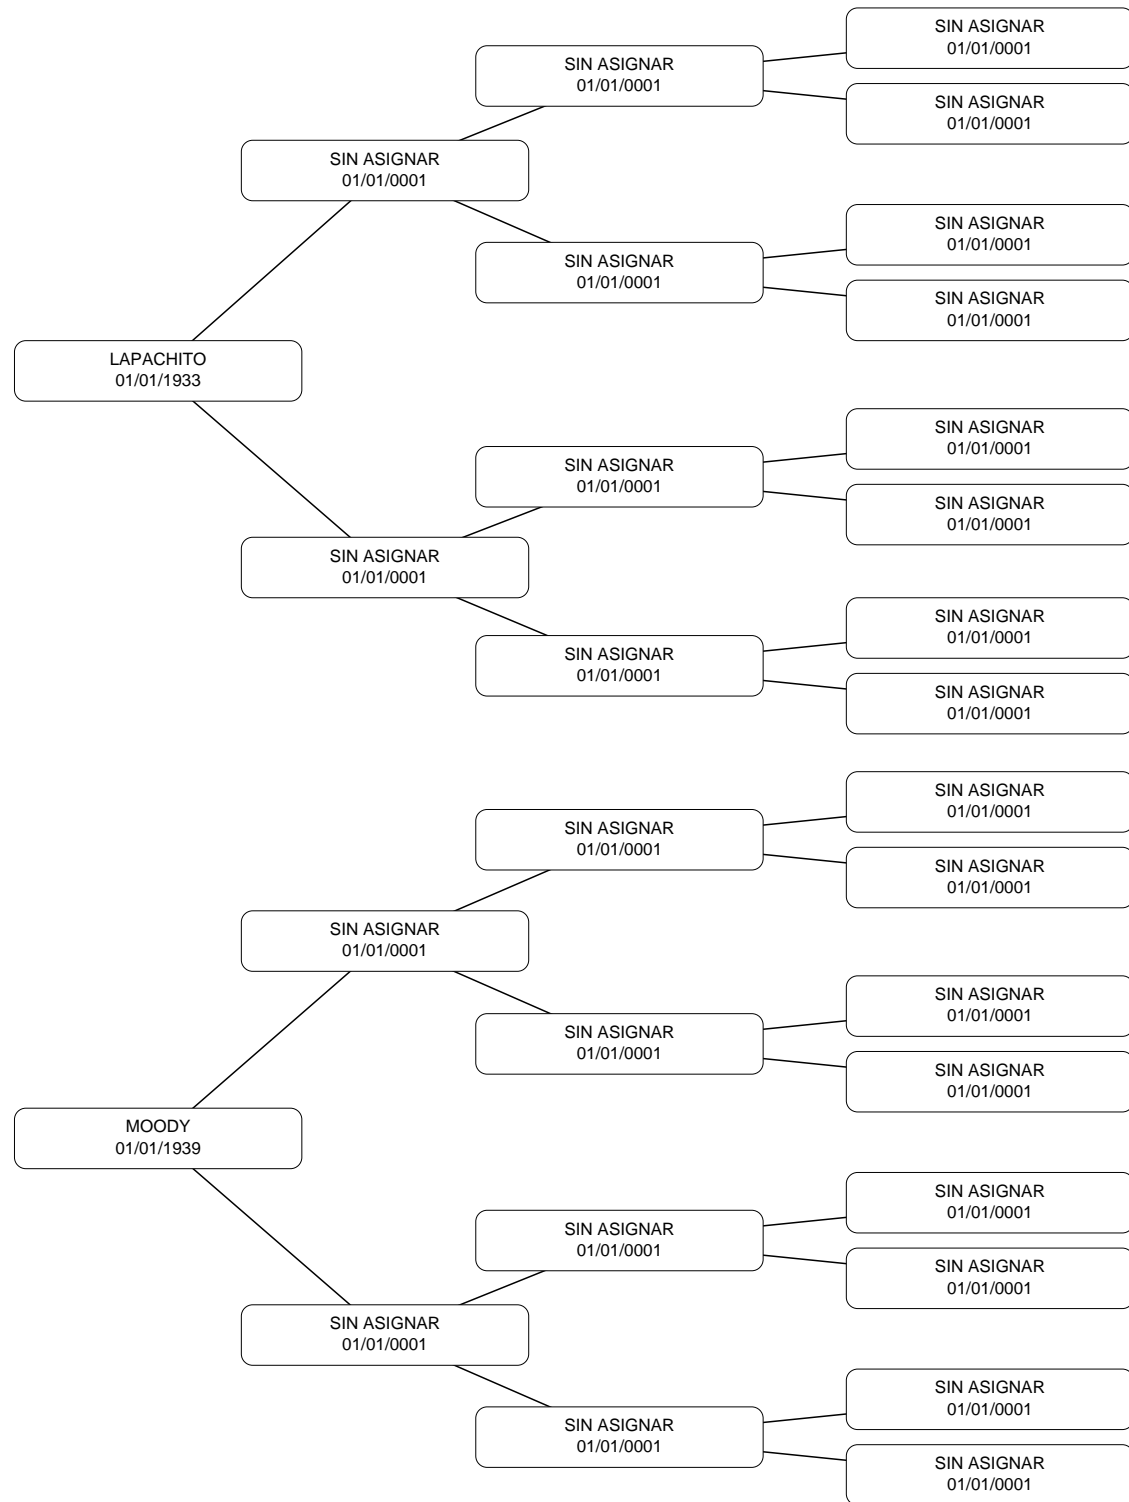 SIN ASIGNAR
01/01/0001
SIN ASIGNAR
01/01/0001
SIN ASIGNAR
01/01/0001
SIN ASIGNAR
01/01/0001
SIN ASIGNAR
01/01/0001
SIN ASIGNAR
01/01/0001
SIN ASIGNAR
01/01/0001
LAPACHITO
01/01/1933
SIN ASIGNAR
01/01/0001
SIN ASIGNAR
01/01/0001
SIN ASIGNAR
01/01/0001
SIN ASIGNAR
01/01/0001
SIN ASIGNAR
01/01/0001
SIN ASIGNAR
01/01/0001
SIN ASIGNAR
01/01/0001
SIN ASIGNAR
01/01/0001
SIN ASIGNAR
01/01/0001
SIN ASIGNAR
01/01/0001
SIN ASIGNAR
01/01/0001
SIN ASIGNAR
01/01/0001
SIN ASIGNAR
01/01/0001
SIN ASIGNAR
01/01/0001
MOODY
01/01/1939
SIN ASIGNAR
01/01/0001
SIN ASIGNAR
01/01/0001
SIN ASIGNAR
01/01/0001
SIN ASIGNAR
01/01/0001
SIN ASIGNAR
01/01/0001
SIN ASIGNAR
01/01/0001
SIN ASIGNAR
01/01/0001